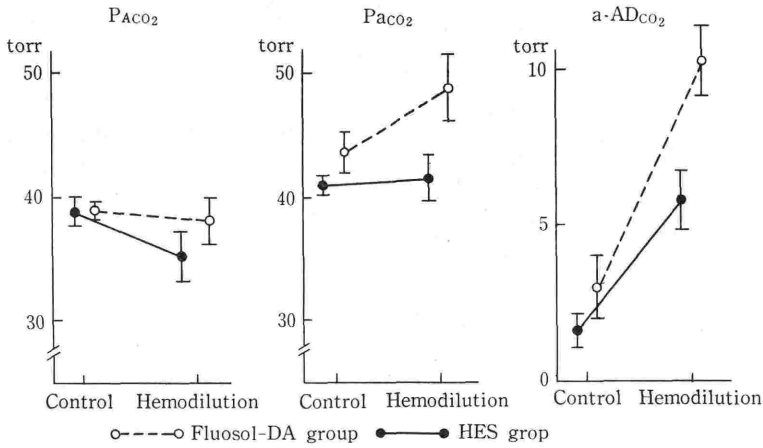 PACO2
torr
50
40
30
Control Hemodilution
PaCO2
torr
50
40
30
Control Hemodilution
a-ADCO2
torr
10
5
0
Control Hemodilution
Fluosol-DA group HES grop